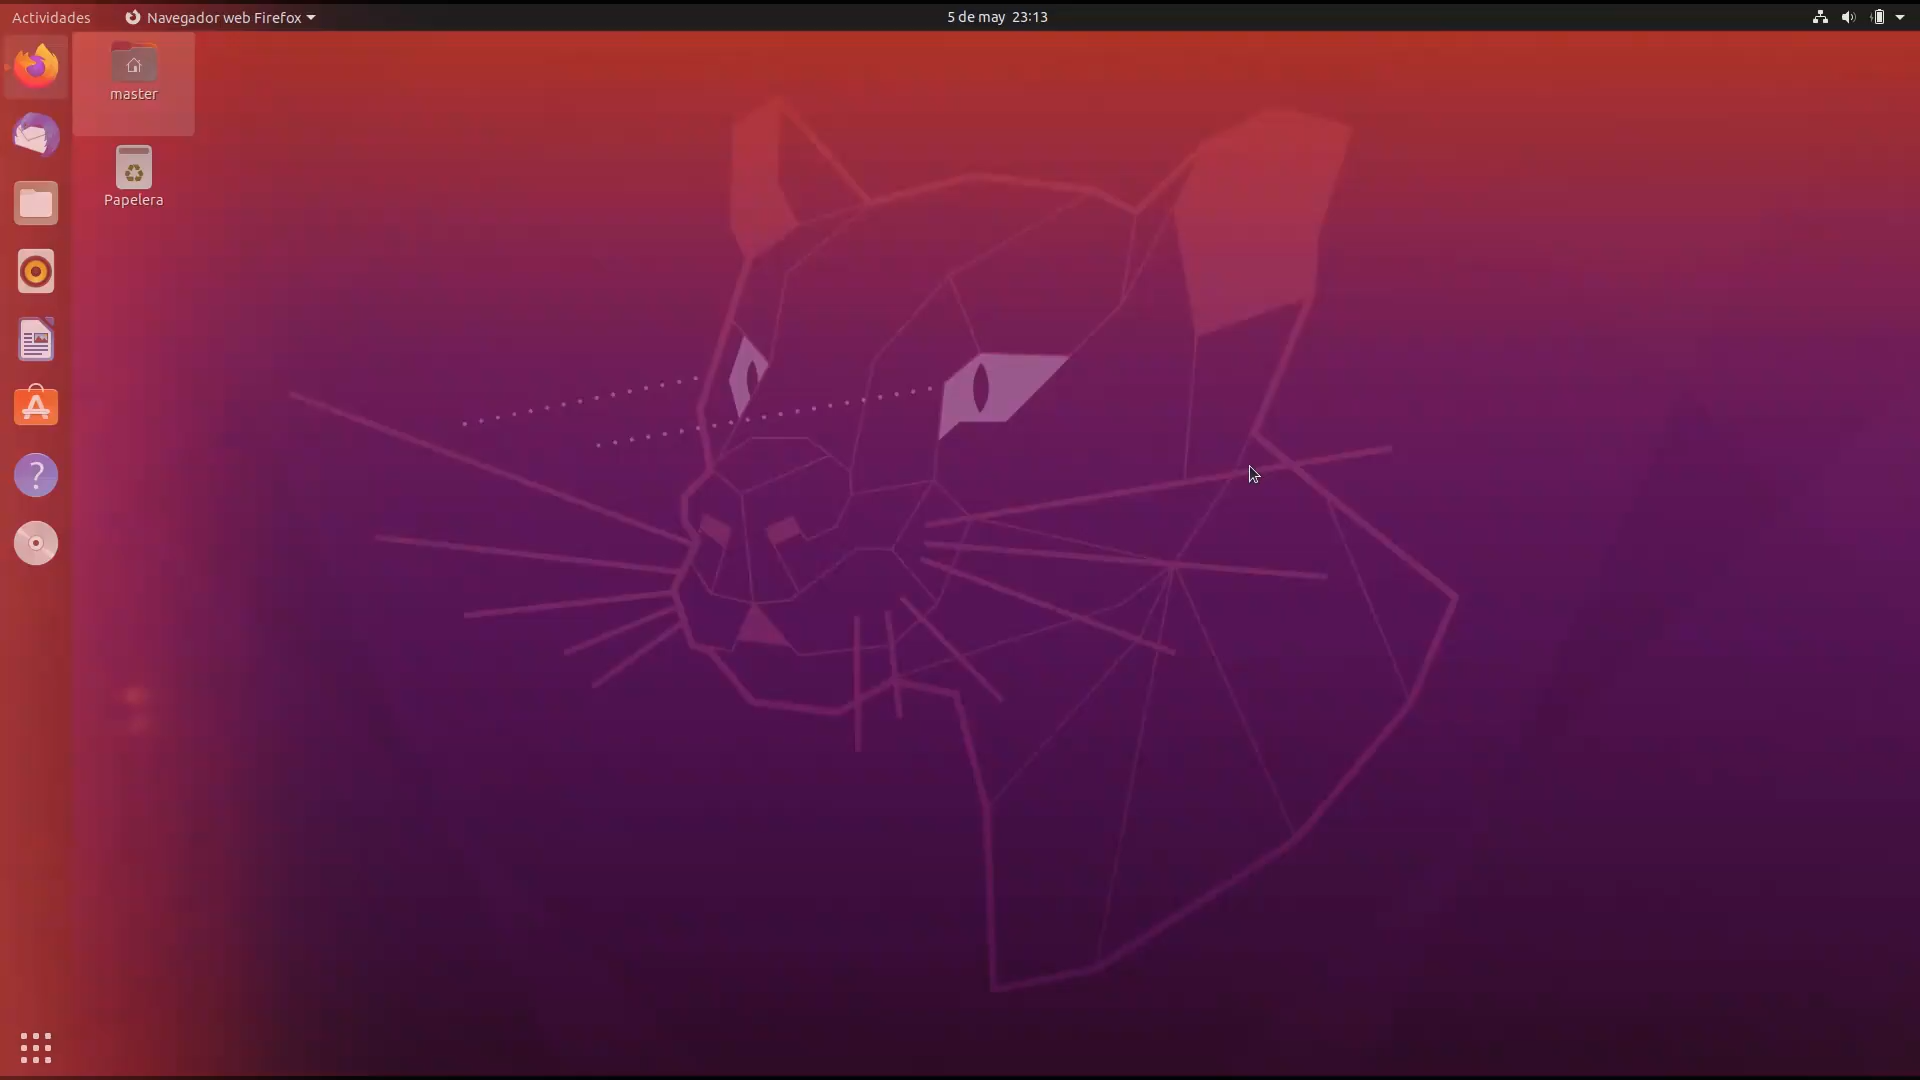 Actividades
Navegador web Firefox
5 de may 23:13
master
Papelera